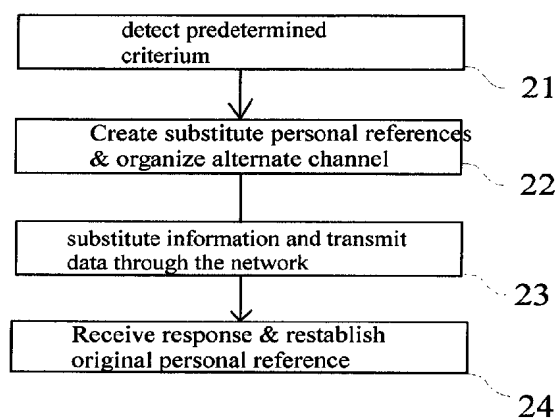 detect predetermined
criterium
21
Create substitute personal references
& organize alternate channel
22
substitute information and transmit
data through the network
23
Receive response & restablish
original personal reference
24